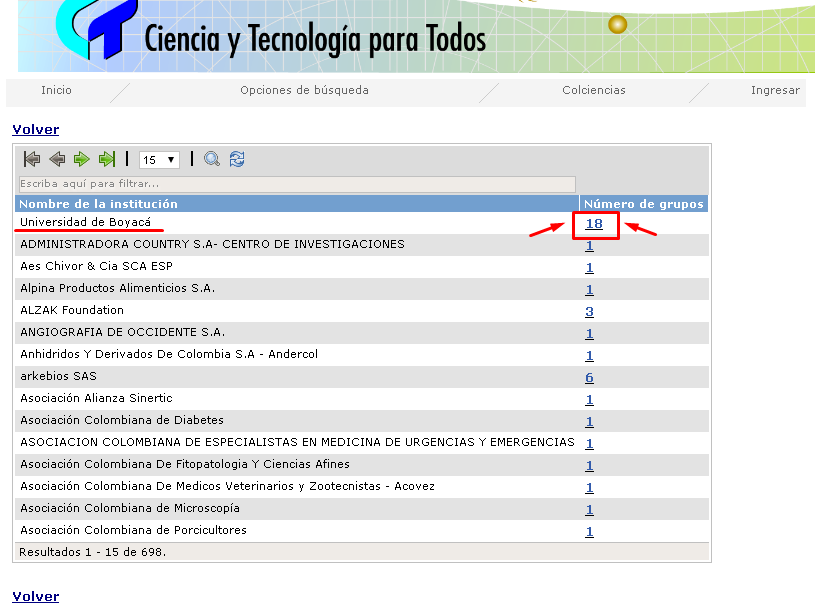 Ciencia y Tecnología para Todos
Inicio Opciones de búsqueda Colciencias Ingresar
Volver
15
Escriba aquí para filtrar...
Nombre de la institución Número de grupos
Universidad de Boyacá 18
ADMINISTRADORA COUNTRY S.A- CENTRO DE INVESTIGACIONES 1
Aes Chivor & Cia SCA ESP 1
Alpina Productos Alimenticios S.A. 1
ALZAK Foundation 3
ANGIOGRAFIA DE OCCIDENTE S.A. 1
Anhidridos Y Derivados De Colombia S.A - Andercol 1
arkebios SAS 6
Asociación Alianza Sinertic 1
Asociación Colombiana de Diabetes 1
ASOCIACION COLOMBIANA DE ESPECIALISTAS EN MEDICINA DE URGENCIAS Y EMERGENCIAS 1
Asociación Colombiana De Fitopatologia Y Ciencias Afines 1
Asociación Colombiana De Medicos Veterinarios y Zootecnistas - Acovez 1
Asociación Colombiana de Microscopía 1
Asociación Colombiana de Porcicultores 1
Resultados 1 - 15 de 698.
Volver